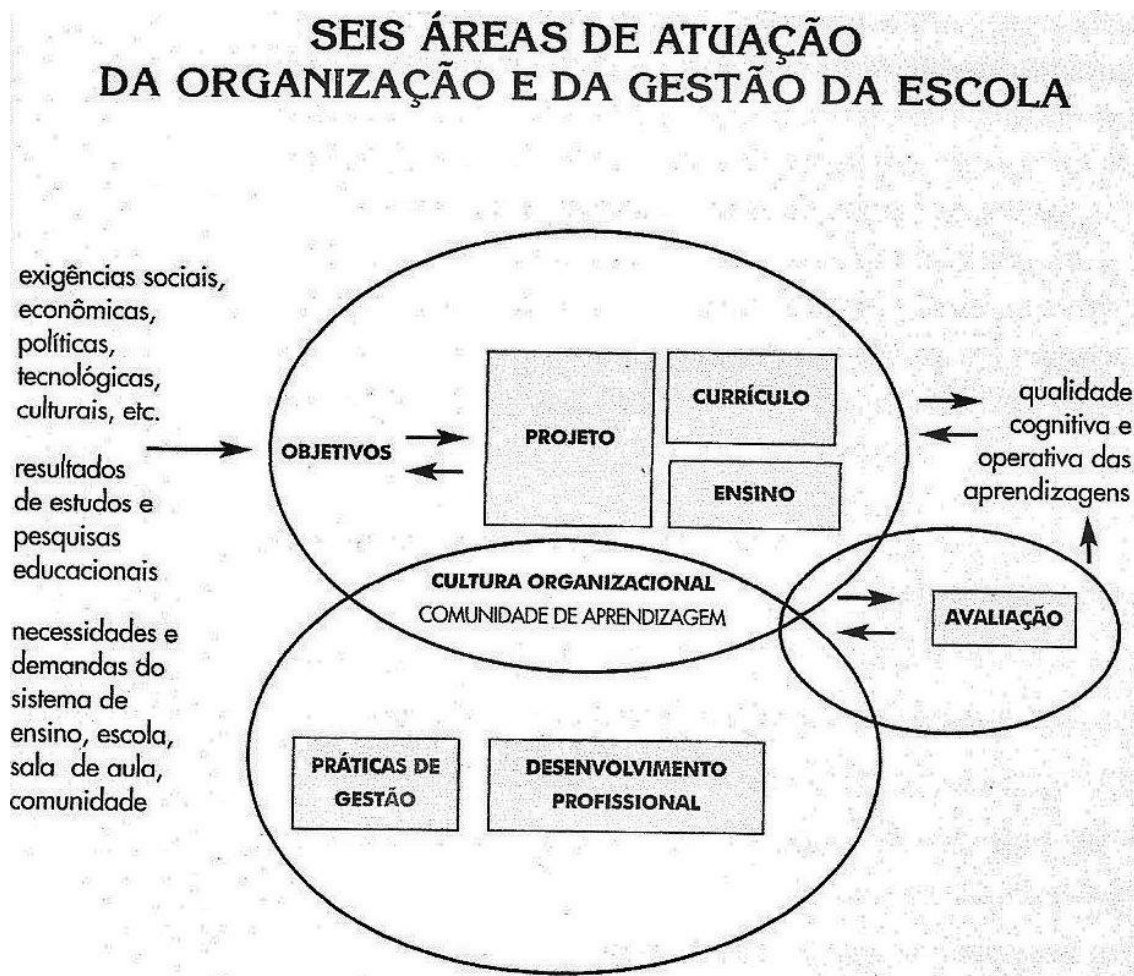 SEIS ÁREAS DE ATUAÇÃO
DA ORGANIZAÇÃO E DA GESTÃO DA ESCOLA
exigências sociais,
econômicas,
políticas,
tecnológicas,
culturais, etc.
resultados
de estudos e
pesquisas
educacionais
necessidades e
demandas do
sistema de
ensino, escola,
sala de aula,
comunidade
OBJETIVOS
PROJETO
CURRÍCULO
ENSINO
CULTURA ORGANIZACIONAL
COMUNIDADE DE APRENDIZAGEM
PRÁTICAS DE
GESTÃO
DESENVOLVIMENTO
PROFISSIONAL
qualidade
cognitiva e
operativa das
aprendizagens
AVALIAÇÃO